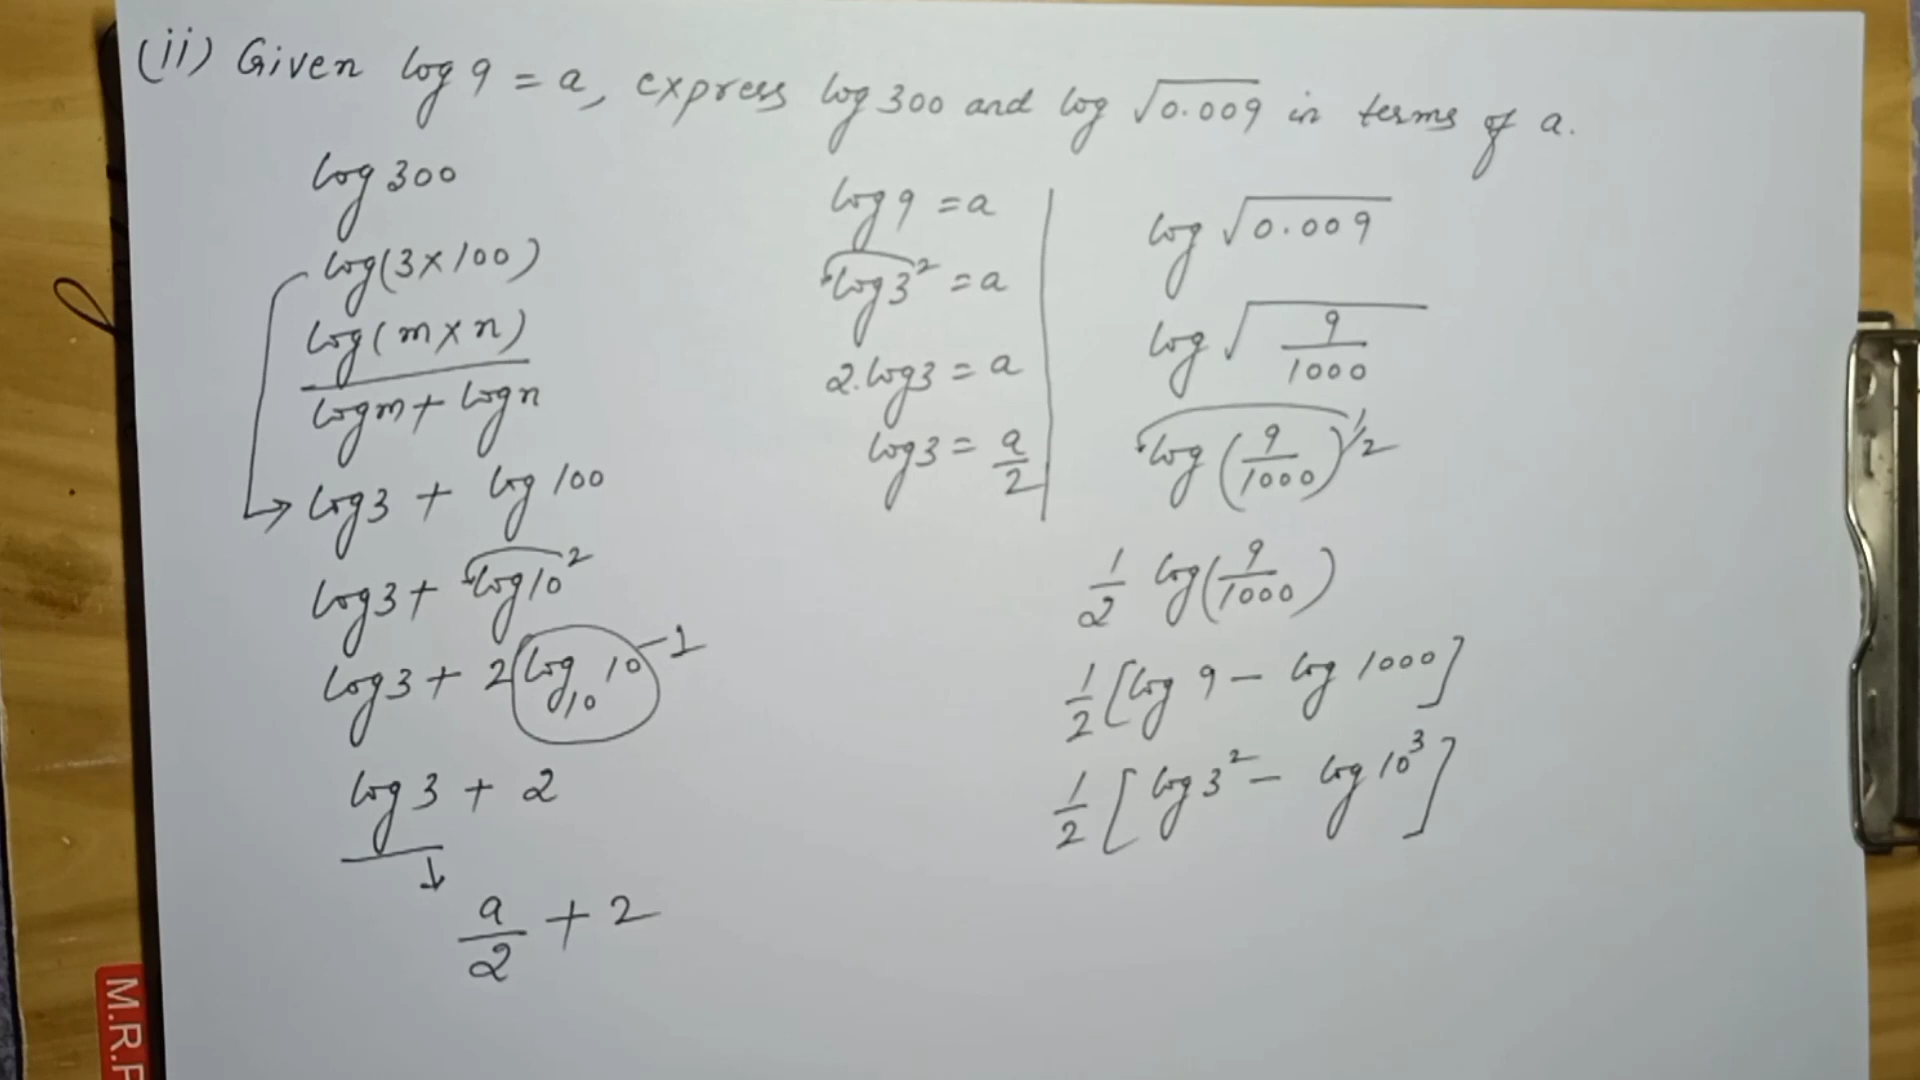 (ii) Given log 9 = a, express log 300 and log √0.009 in terms of a.
log 300
log(3×100)
log(m×n)
logm + logn
log3 + log 100
log3 + log10²
log3 + 2 log₁₀10 1
log 3 + 2
a/2 + 2
log 9 = a
log3² = a
2.log3 = a
log3 = a/2
log √0.009
log √9/1000
log (9/1000)^1/2
1/2 log(9/1000)
1/2 [log 9 − log 1000]
1/2 [log3² − log 10³]
M.R.